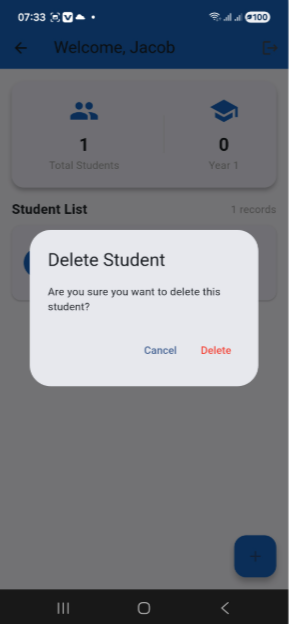 07:33
100
Welcome, Jacob
1
0
Total Students
Year 1
Student List
1 records
Delete Student
Are you sure you want to delete this
student?
Cancel
Delete
+